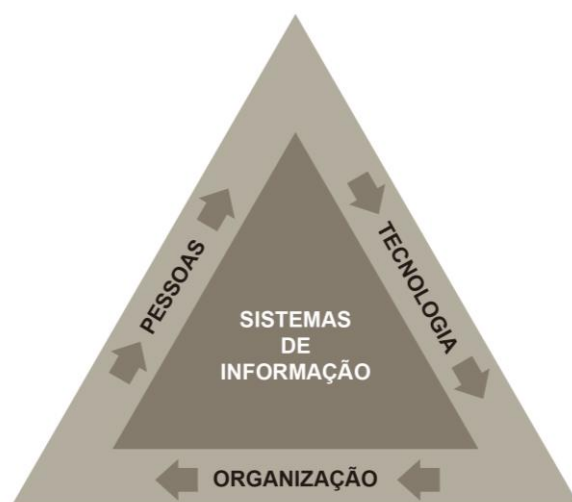 PESSOAS
TECNOLOGIA
SISTEMAS
DE
INFORMAÇÃO
ORGANIZAÇÃO